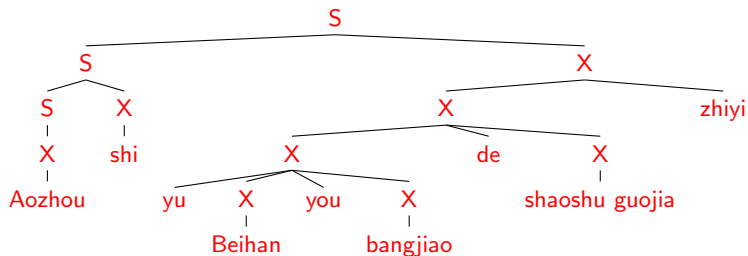 S
S X
S X X zhiyi
X shi X de X
Aozhou yu X you X shaoshu guojia
Beihan bangjiao